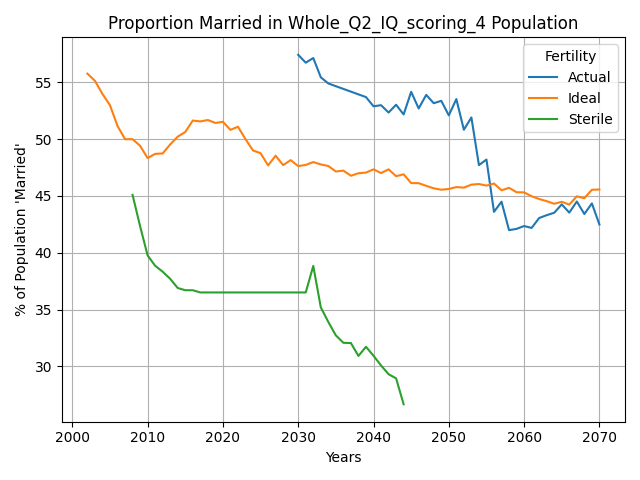 Proportion Married in Whole_Q2_IQ_scoring_4 Population
Fertility
Actual
Ideal
Sterile
% of Population 'Married'
55
50
45
40
35
30
2000
2010
2020
2030
2040
2050
2060
2070
Years